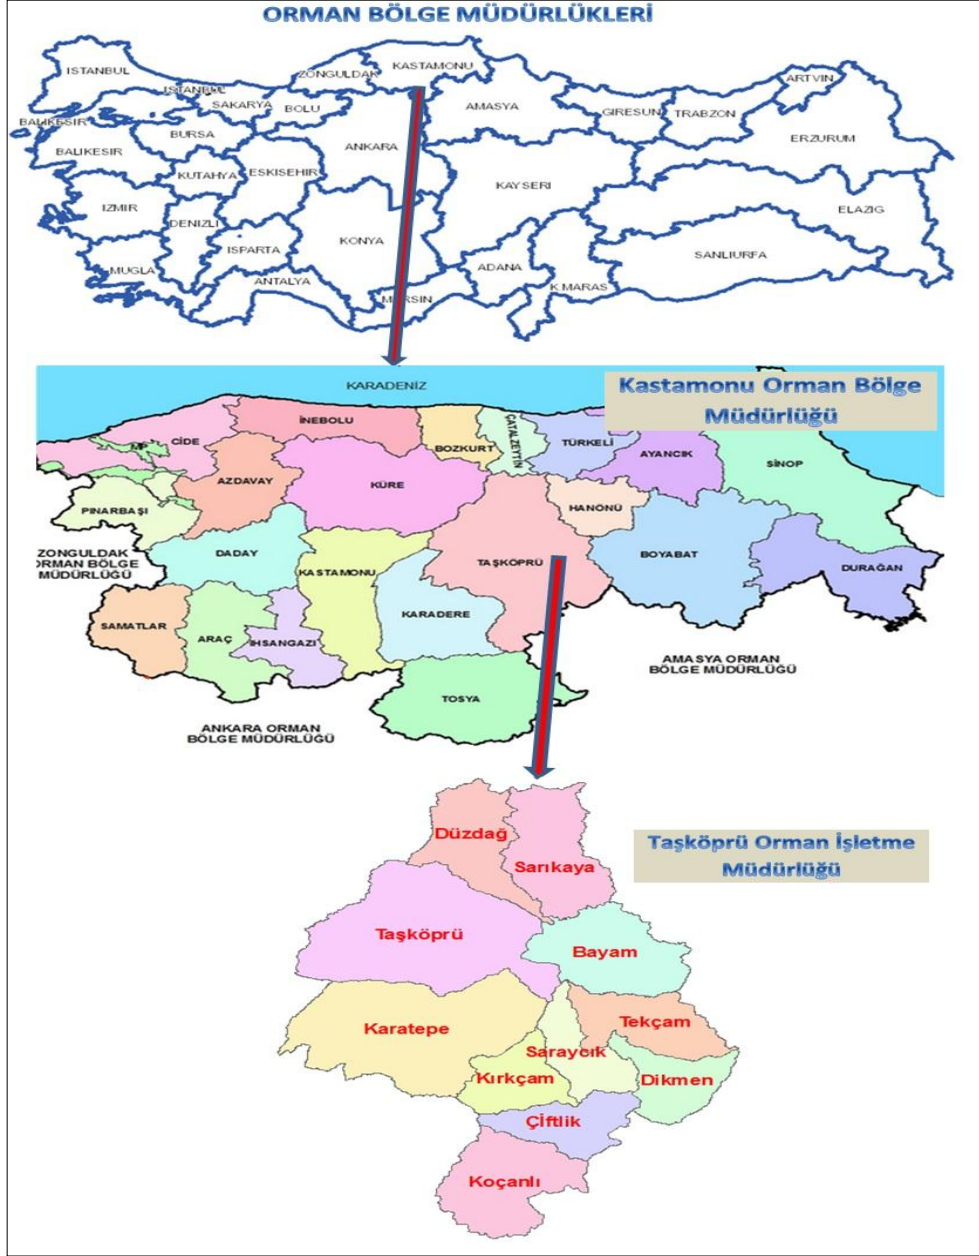 ORMAN BÖLGE MÜDÜRLÜKLERİ
ISTANBUL
ZONGULDAK
KASTAMONU
ARTVIN
ISTANBUL
SAKARYA
BOLU
AMASYA
GIRESUN
TRABZON
BALIKESIR
BURSA
ERZURUM
BALIKESIR
ANKARA
KUTAHYA
ESKISEHIR
KAYSERI
IZMIR
ELAZIG
DENIZLI
ISPARTA
KONYA
SANLIURFA
MUGLA
ANTALYA
ADANA
MERSIN
K.MARAS
KARADENİZ
Kastamonu Orman Bölge
Müdürlüğü
CİDE
İNEBOLU
BOZKURT
ÇATALZEYTİN
TÜRKELİ
AYANCIK
SİNOP
MP
AZDAVAY
KÜRE
HANÖNÜ
PINARBAŞI
ZONGULDAK
ORMAN BÖLGE
MÜDÜRLÜĞÜ
DADAY
KASTAMONU
TAŞKÖPRÜ
BOYABAT
DURAĞAN
SAMATLAR
ARAÇ
İHSANGAZI
KARADERE
AMASYA ORMAN
BÖLGE MÜDÜRLÜĞÜ
TOSYA
ANKARA ORMAN
BÖLGE MÜDÜRLÜĞÜ
Taşköprü Orman İşletme
Müdürlüğü
Düzdağ
Sarıkaya
Taşköprü
Bayam
Karatepe
Tekçam
Saraycık
Kırkçam
Dikmen
Çİftlik
Koçanlı